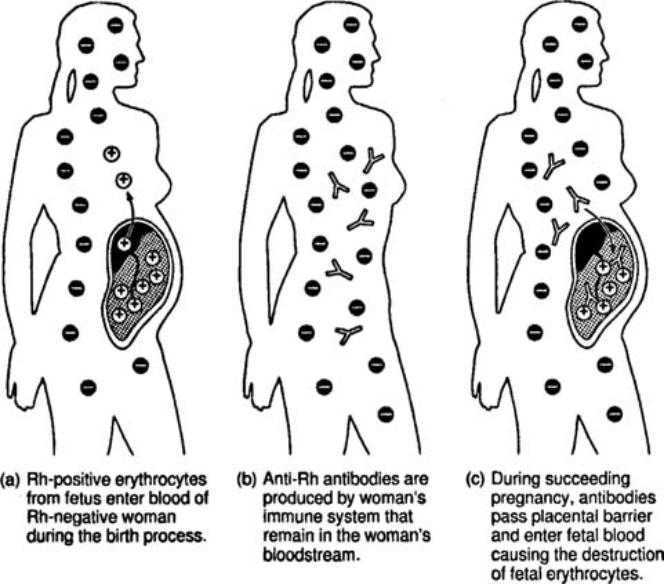 (a) Rh-positive erythrocytes
from fetus enter blood of
Rh-negative woman
during the birth process.
(b) Anti-Rh antibodies are
produced by woman's
immune system that
remain in the woman's
bloodstream.
(c) During succeeding
pregnancy, antibodies
pass placental barrier
and enter fetal blood
causing the destruction
of fetal erythrocytes.